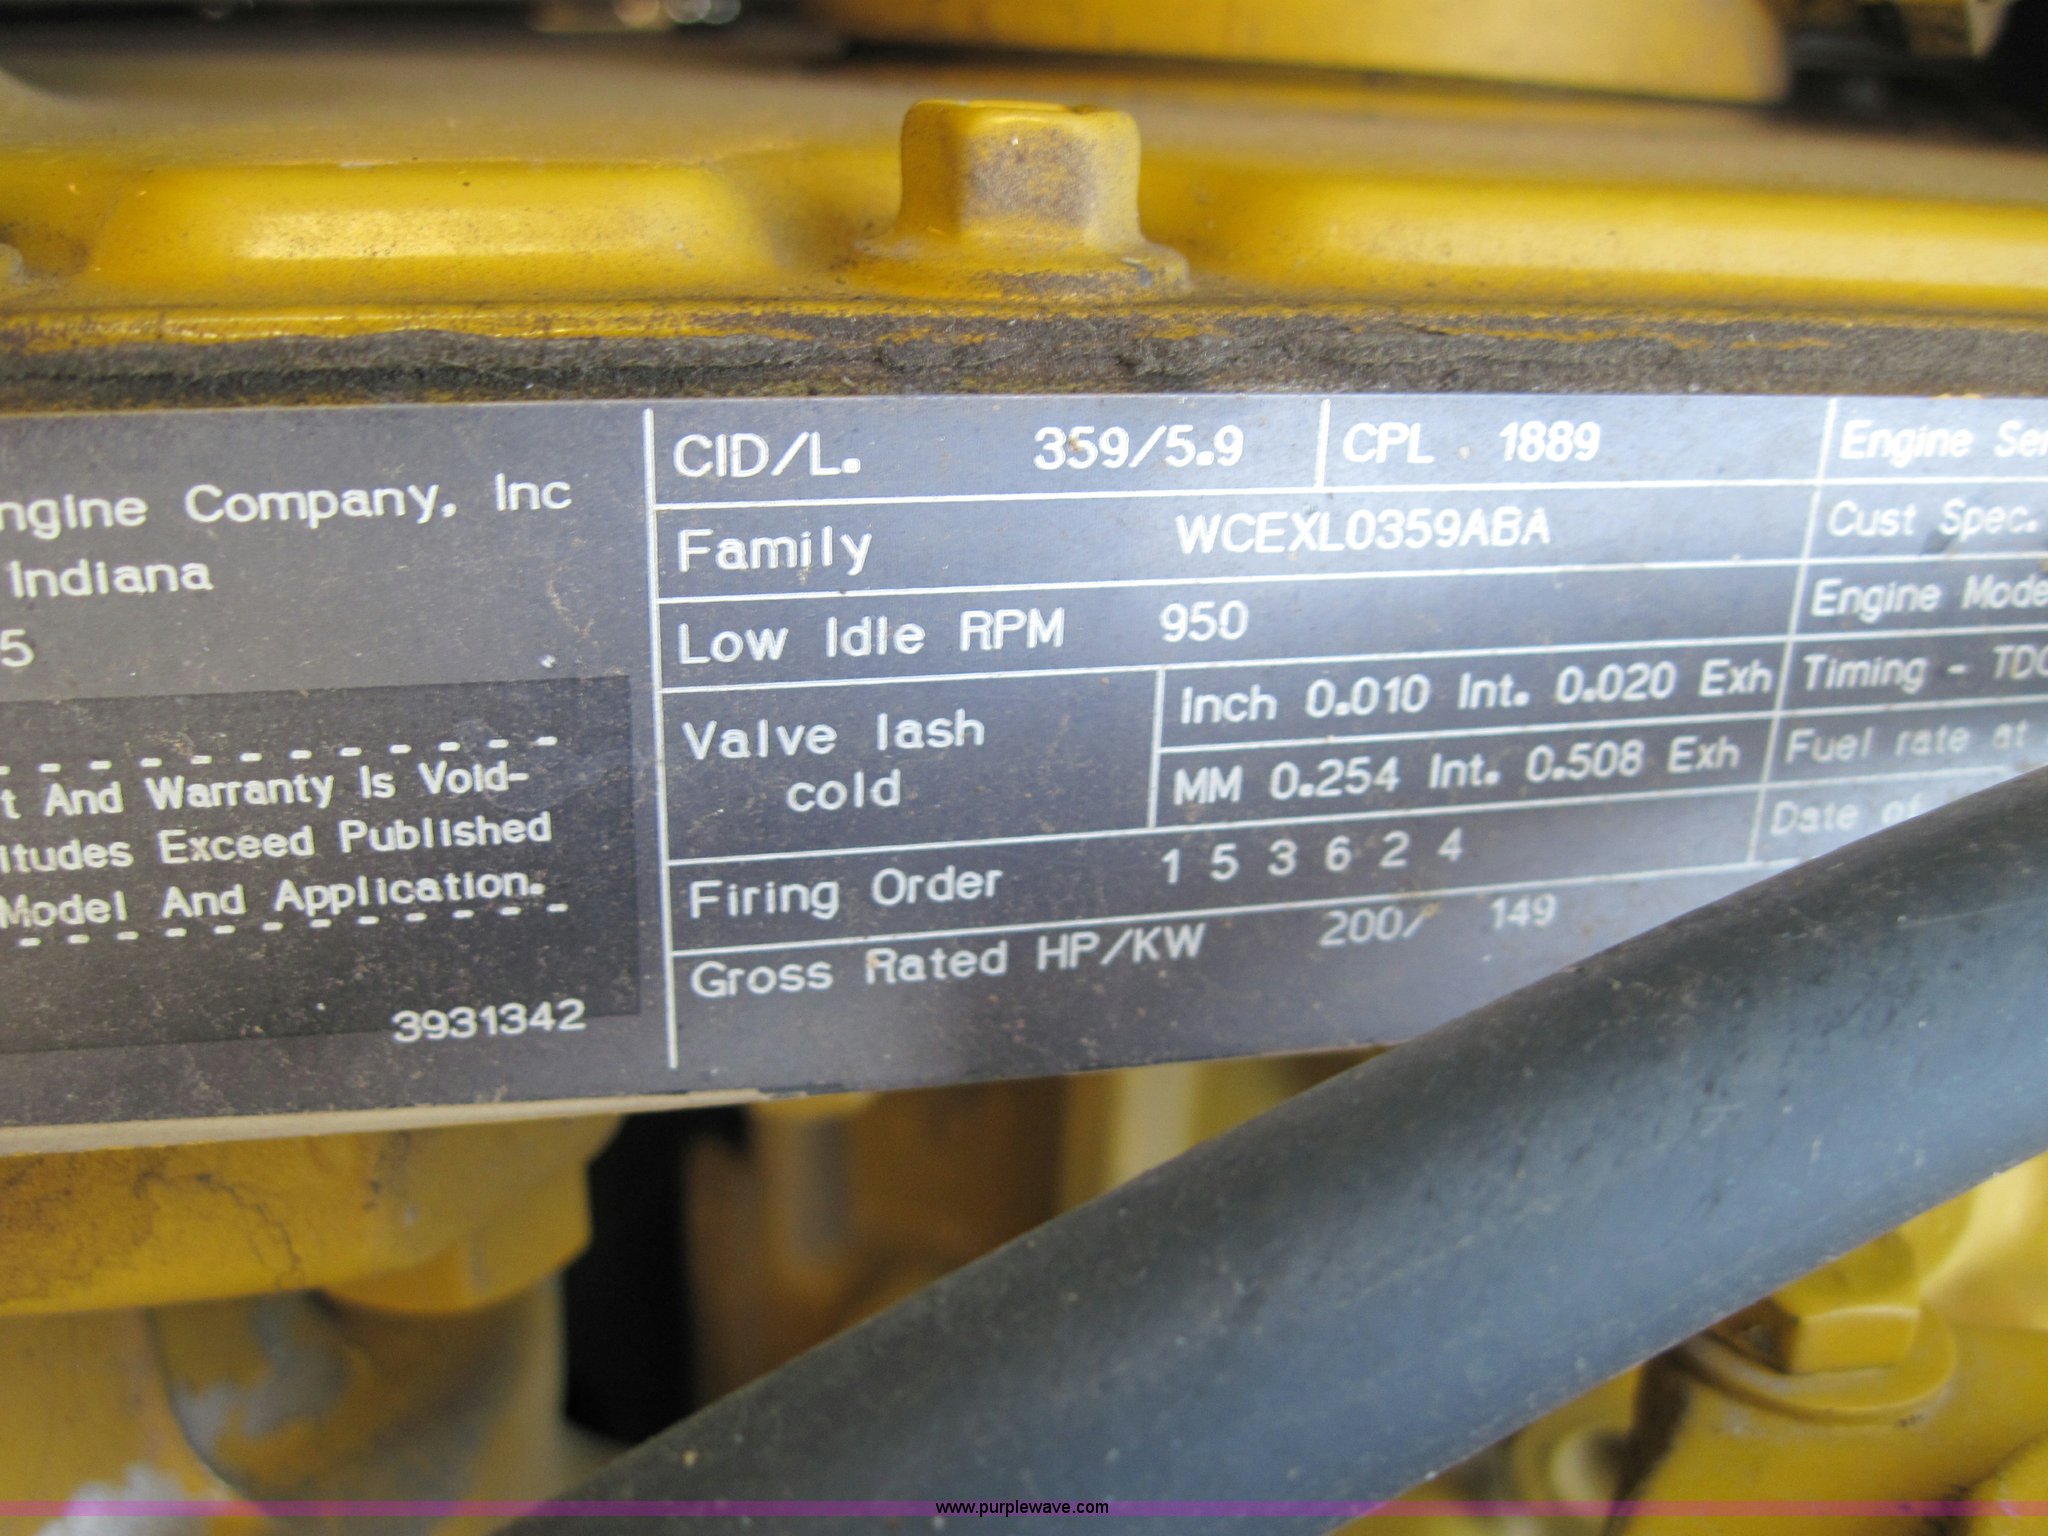 ngine Company, Inc
Indiana
5
t And Warranty Is Void-
itudes Exceed Published
Model And Application.
3931342
CID/L. 359/5.9 CPL 1889
Family WCEXL0359ABA
Low Idle RPM 950
Valve lash cold
Inch 0.010 Int. 0.020 Exh
MM 0.254 Int. 0.508 Exh
Firing Order 1 5 3 6 2 4
Gross Rated HP/KW 200/ 149
Engine Ser
Cust Spec.
Engine Mode
Timing - TDC
Fuel rate at
Date of
www.purplewave.com